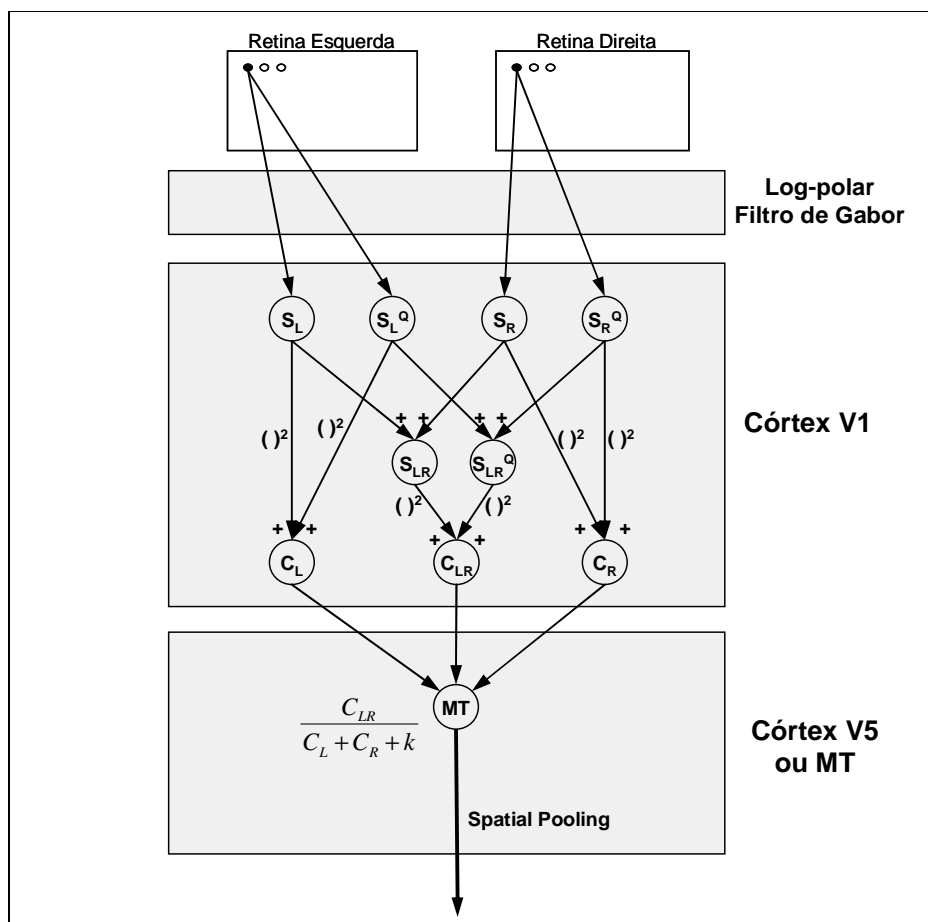 Retina Esquerda
Retina Direita
Log-polar
Filtro de Gabor
S_L
S_L^Q
S_R
S_R^Q
+ +
+ +
( )²
( )²
( )²
( )²
Córtex V1
S_LR
S_LR^Q
( )²
( )²
+ +
+ +
+ +
C_L
C_LR
C_R
MT
C_LR
C_L + C_R + k
Córtex V5
ou MT
Spatial Pooling